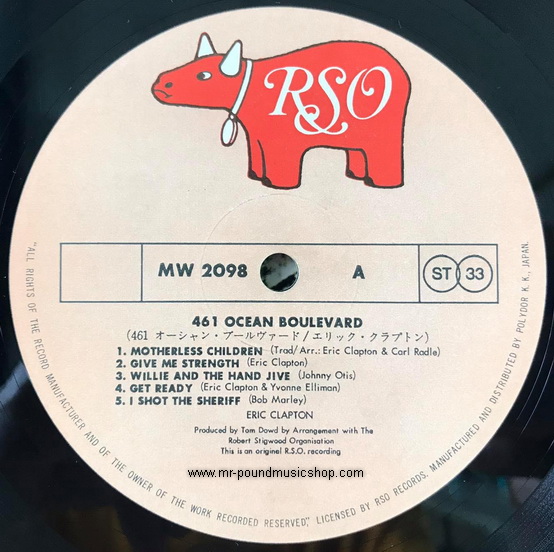 RSO
MW 2098
A
ST 33
461 OCEAN BOULEVARD
(461 オーシャン・ブールヴァード/エリック・クラプトン)
1. MOTHERLESS CHILDREN (Trad/Arr.: Eric Clapton & Carl Radle)
2. GIVE ME STRENGTH (Eric Clapton)
3. WILLIE AND THE HAND JIVE (Johnny Otis)
4. GET READY (Eric Clapton & Yvonne Elliman)
5. I SHOT THE SHERIFF (Bob Marley)
ERIC CLAPTON
Produced by Tom Dowd by Arrangement with The
Robert Stigwood Organisation
This is an original R.S.O. recording
www.mr-poundmusicshop.com
"ALL RIGHTS OF THE RECORD MANUFACTURER AND OF THE OWNER OF THE WORK RECORDED RESERVED", LICENSED BY RSO RECORDS, MANUFACTURED AND DISTRIBUTED BY POLYDOR K. K., JAPAN.